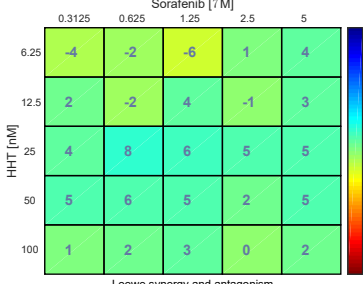 Sorafenib [7M]
0.3125 0.625 1.25 2.5 5
HHT [nM]
6.25 -4 -2 -6 1 4
12.5 2 -2 4 -1 3
25 4 8 6 5 5
50 5 6 5 2 5
100 1 2 3 0 2
Loewe synergy and antagonism